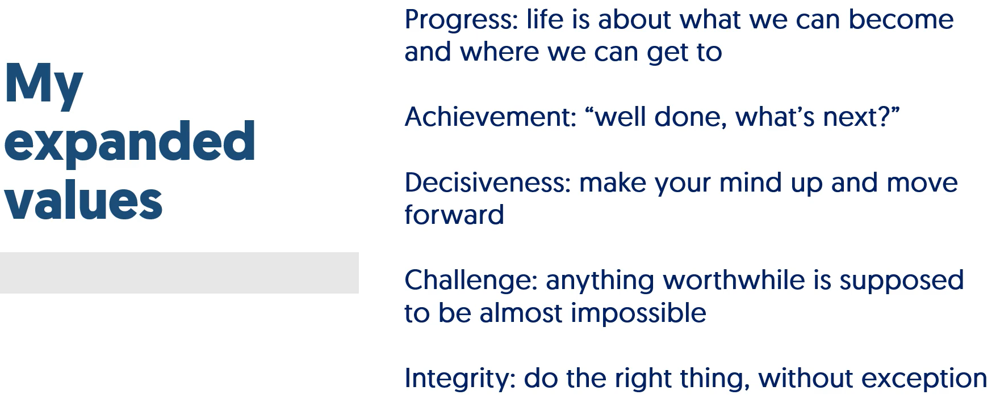 My
expanded
values
Progress: life is about what we can become
and where we can get to
Achievement: “well done, what’s next?”
Decisiveness: make your mind up and move
forward
Challenge: anything worthwhile is supposed
to be almost impossible
Integrity: do the right thing, without exception